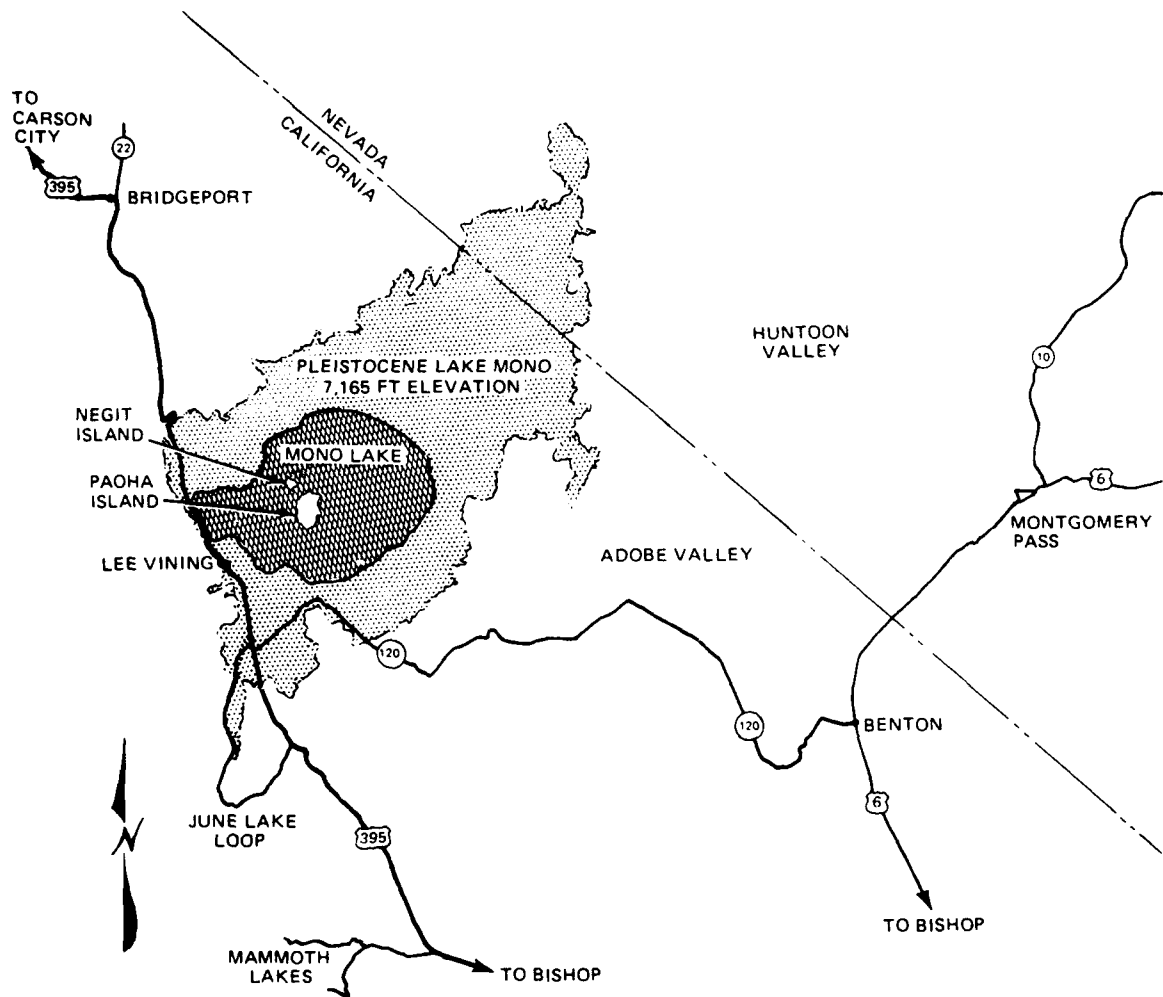 TO
CARSON
CITY
22
395
BRIDGEPORT
NEVADA
CALIFORNIA
HUNTOON
VALLEY
10
PLEISTOCENE LAKE MONO
7,165 FT ELEVATION
NEGIT
ISLAND
MONO LAKE
PAOHA
ISLAND
6
MONTGOMERY
PASS
LEE VINING
ADOBE VALLEY
120
120
BENTON
JUNE LAKE
LOOP
N
395
6
TO BISHOP
MAMMOTH
LAKES
TO BISHOP